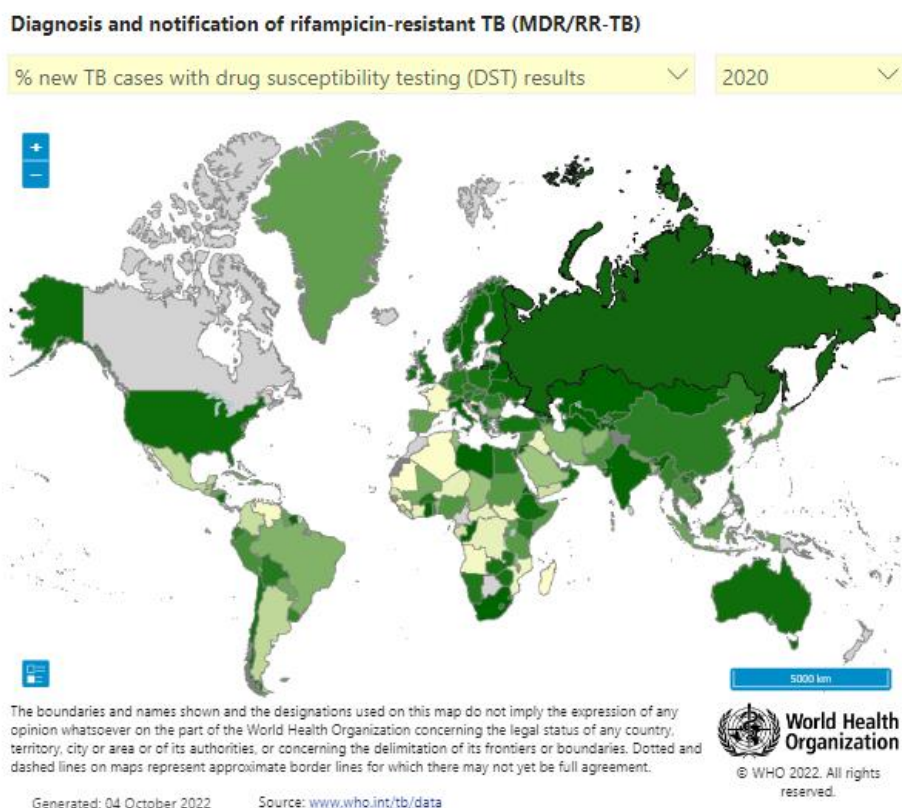 Diagnosis and notification of rifampicin-resistant TB (MDR/RR-TB)
% new TB cases with drug susceptibility testing (DST) results
2020
+
−
5000 km
The boundaries and names shown and the designations used on this map do not imply the expression of any
opinion whatsoever on the part of the World Health Organization concerning the legal status of any country,
territory, city or area or of its authorities, or concerning the delimitation of its frontiers or boundaries. Dotted and
dashed lines on maps represent approximate border lines for which there may not yet be full agreement.
World Health
Organization
© WHO 2022. All rights
reserved.
Generated: 04 October 2022 Source: www.who.int/tb/data